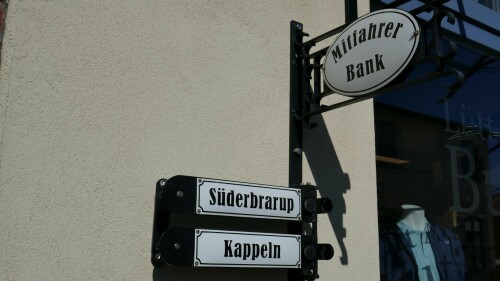 Mitfahrer
Bank
Süderbrarup
Kappeln